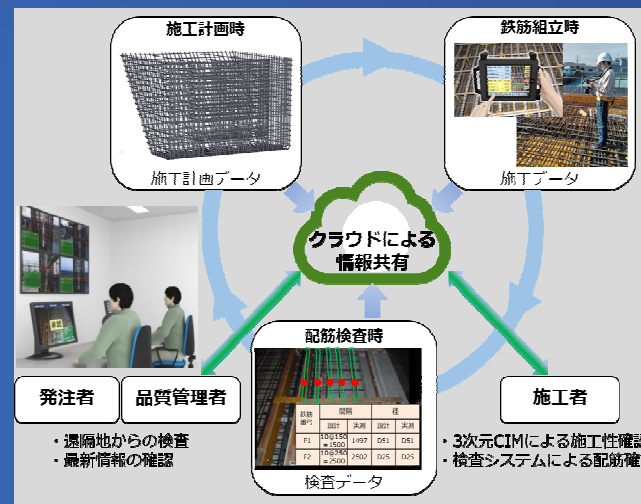 施工計画時
施工計画データ
鉄筋組立時
施工データ
クラウドによる
情報共有
承認
配筋検査時
鉄筋番号 間隔 径
設計 実測 設計 実測
F1 10@150=1500 1497 D51 D51
F2 10@250=2500 2502 D25 D25
検査データ
発注者
品質管理者
・遠隔地からの検査
・最新情報の確認
施工者
・3次元CIMによる施工性確認
・検査システムによる配筋確